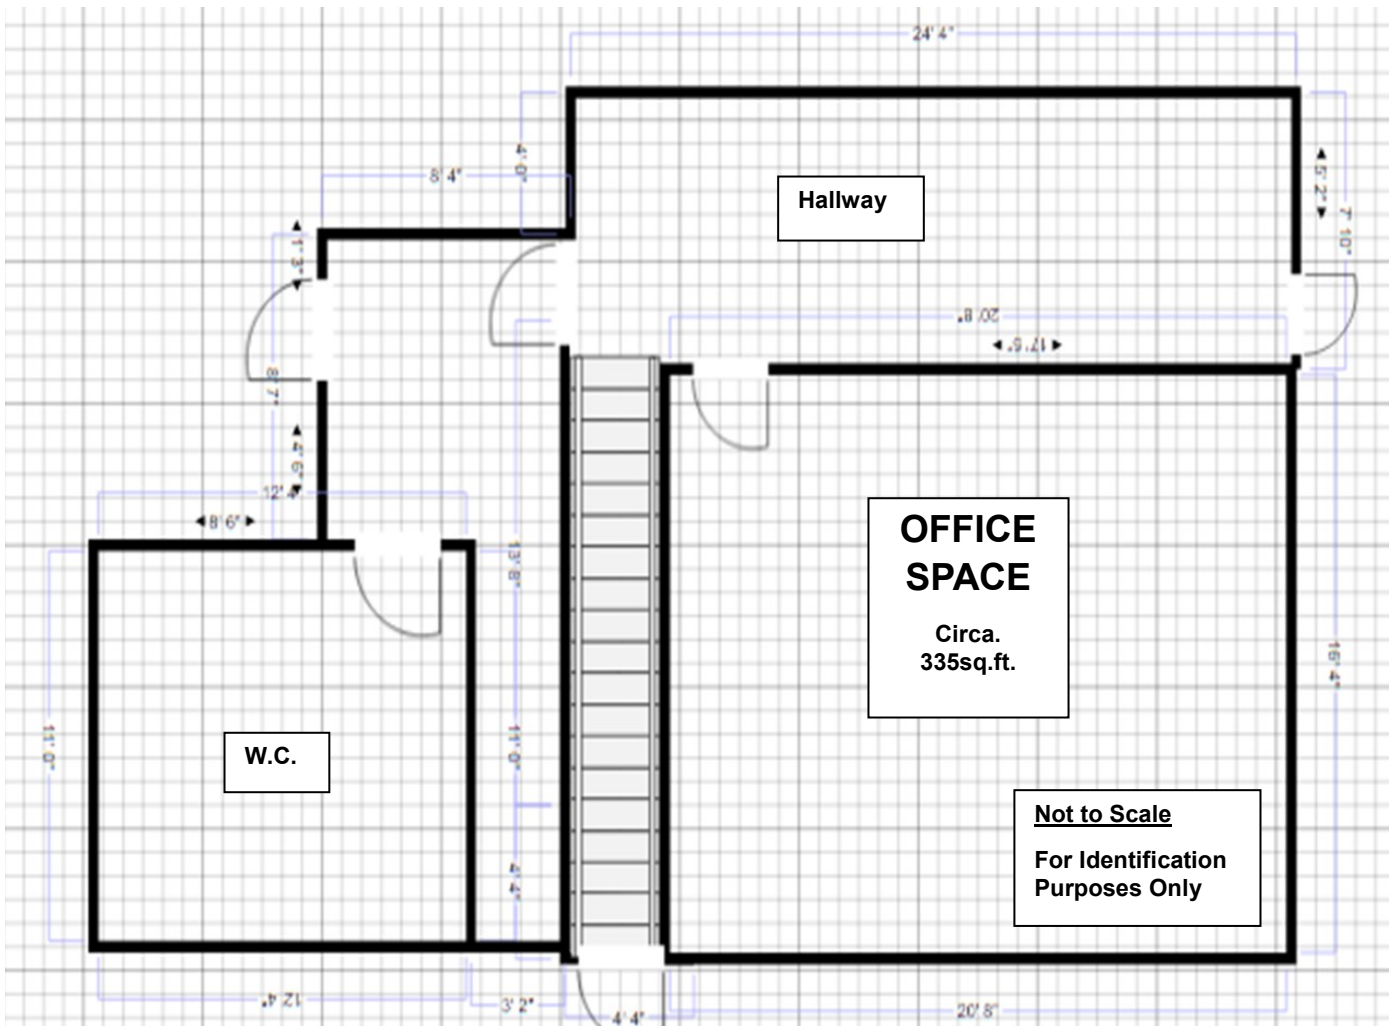 24' 4"
4' 0"
8' 4"
Hallway
5' 2"
7' 10"
1' 3"
20' 8"
17' 5"
8' 7"
4' 6"
12' 4"
8' 6"
OFFICE
SPACE
Circa.
335sq.ft.
13' 8"
16' 4"
11' 0"
11' 0"
W.C.
Not to Scale
For Identification
Purposes Only
4' 4"
12' 4"
3' 2"
4' 4"
20' 8"